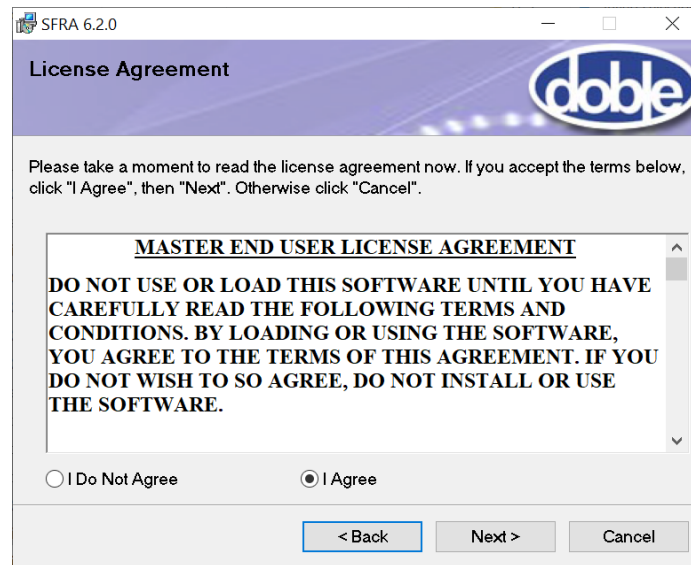 SFRA 6.2.0
License Agreement
doble
Please take a moment to read the license agreement now. If you accept the terms below,
click "I Agree", then "Next". Otherwise click "Cancel".
MASTER END USER LICENSE AGREEMENT
DO NOT USE OR LOAD THIS SOFTWARE UNTIL YOU HAVE
CAREFULLY READ THE FOLLOWING TERMS AND
CONDITIONS. BY LOADING OR USING THE SOFTWARE,
YOU AGREE TO THE TERMS OF THIS AGREEMENT. IF YOU
DO NOT WISH TO SO AGREE, DO NOT INSTALL OR USE
THE SOFTWARE.
I Do Not Agree
I Agree
< Back
Next >
Cancel